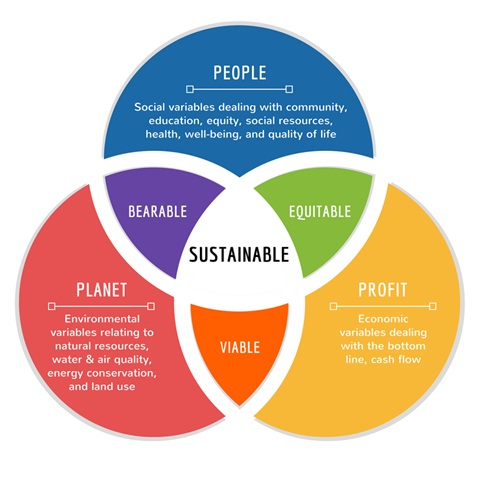 PEOPLE
Social variables dealing with community,
education, equity, social resources,
health, well-being, and quality of life
BEARABLE
EQUITABLE
SUSTAINABLE
PLANET
Environmental
variables relating to
natural resources,
water & air quality,
energy conservation,
and land use
PROFIT
Economic
variables dealing
with the bottom
line, cash flow
VIABLE